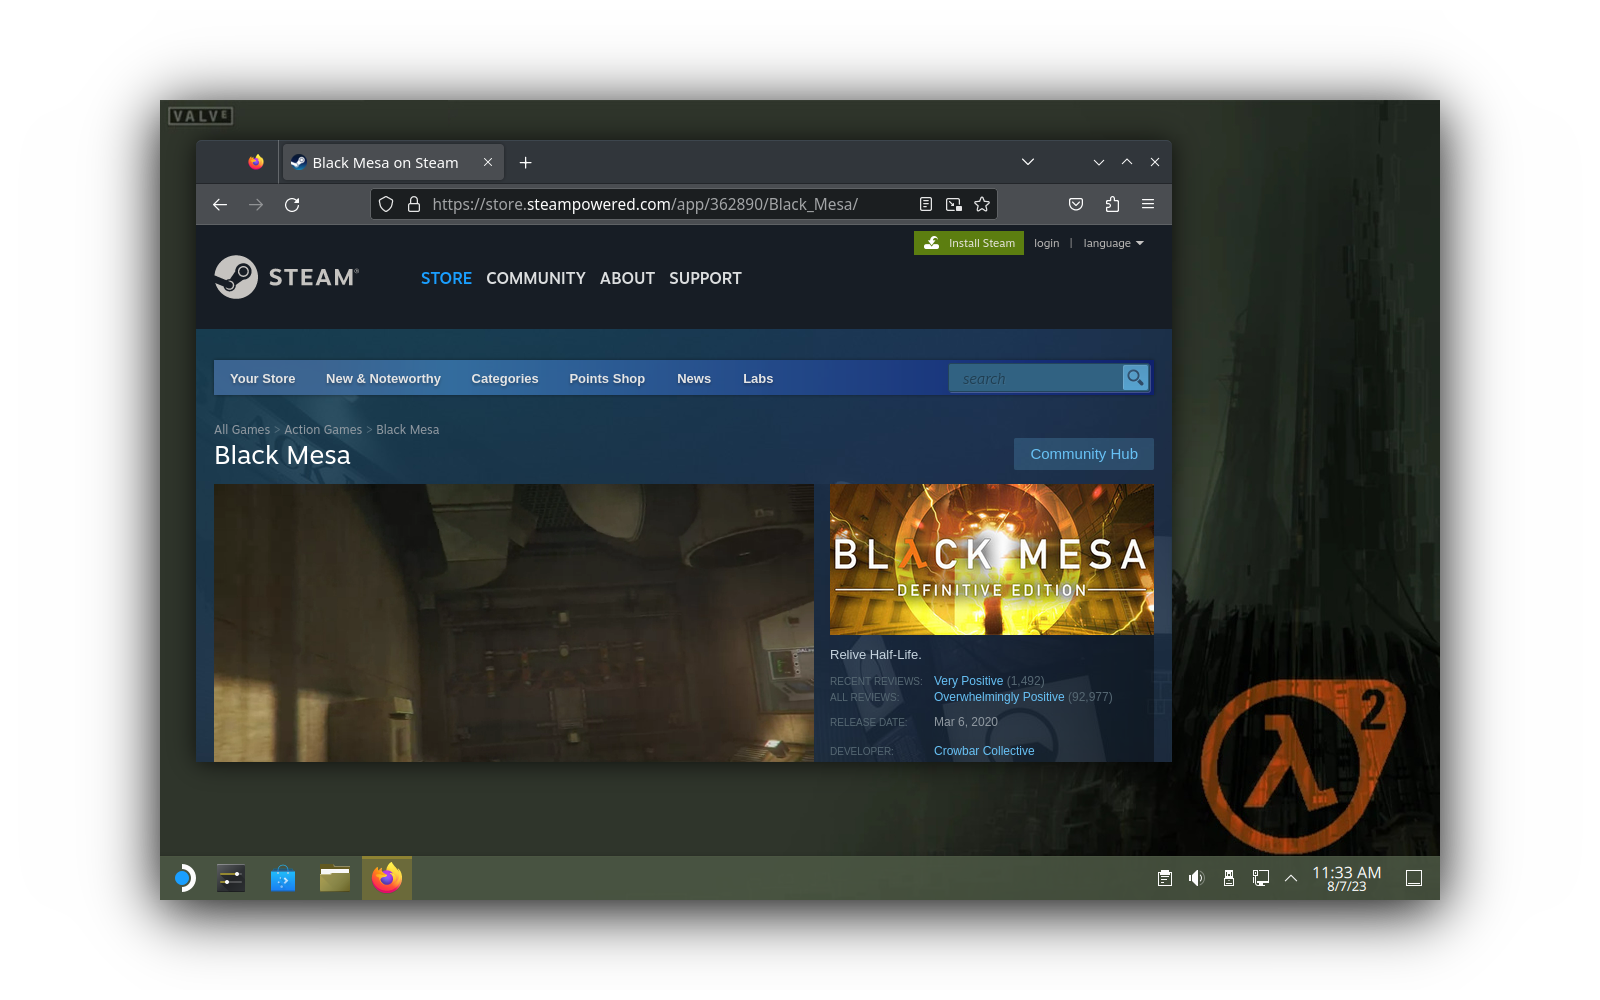 VALVE
Black Mesa on Steam
https://store.steampowered.com/app/362890/Black_Mesa/
Install Steam login | language
STEAM®
STORE COMMUNITY ABOUT SUPPORT
Your Store New & Noteworthy Categories Points Shop News Labs search
All Games > Action Games > Black Mesa
Black Mesa
Community Hub
BLλCK MESA
DEFINITIVE EDITION
Relive Half-Life.
RECENT REVIEWS: Very Positive (1,492)
ALL REVIEWS: Overwhelmingly Positive (92,977)
RELEASE DATE: Mar 6, 2020
DEVELOPER: Crowbar Collective
λ2
11:33 AM
8/7/23